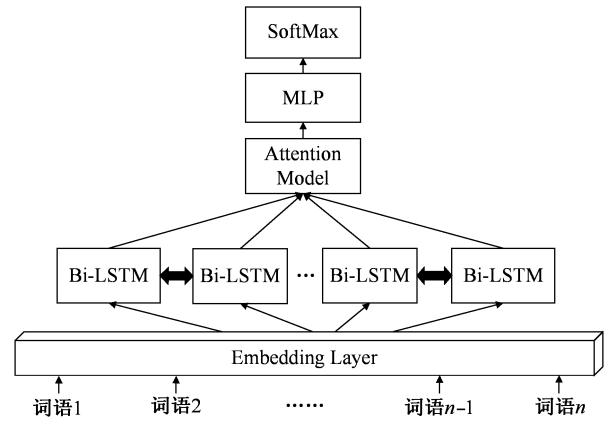 SoftMax
MLP
Attention
Model
Bi-LSTM Bi-LSTM … Bi-LSTM Bi-LSTM
Embedding Layer
词语1 词语2 …… 词语n-1 词语n